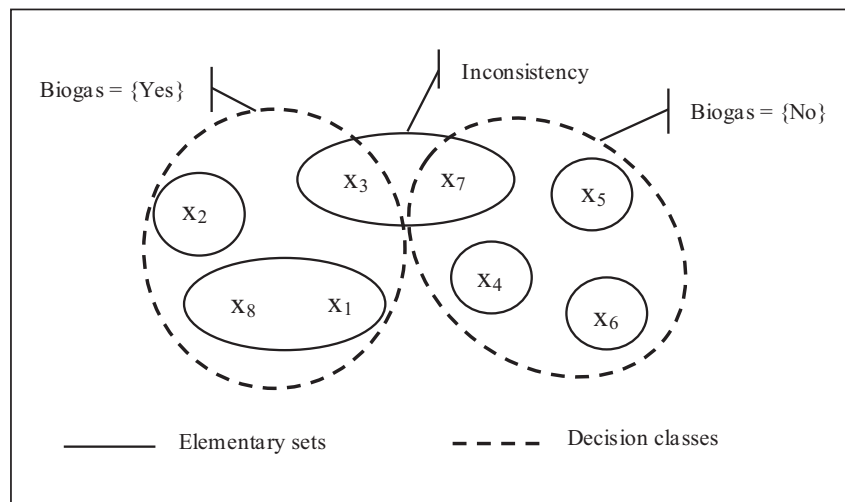 Inconsistency
Biogas = {Yes}
Biogas = {No}
x₃
x₇
x₅
x₂
x₄
x₈
x₁
x₆
Elementary sets
Decision classes